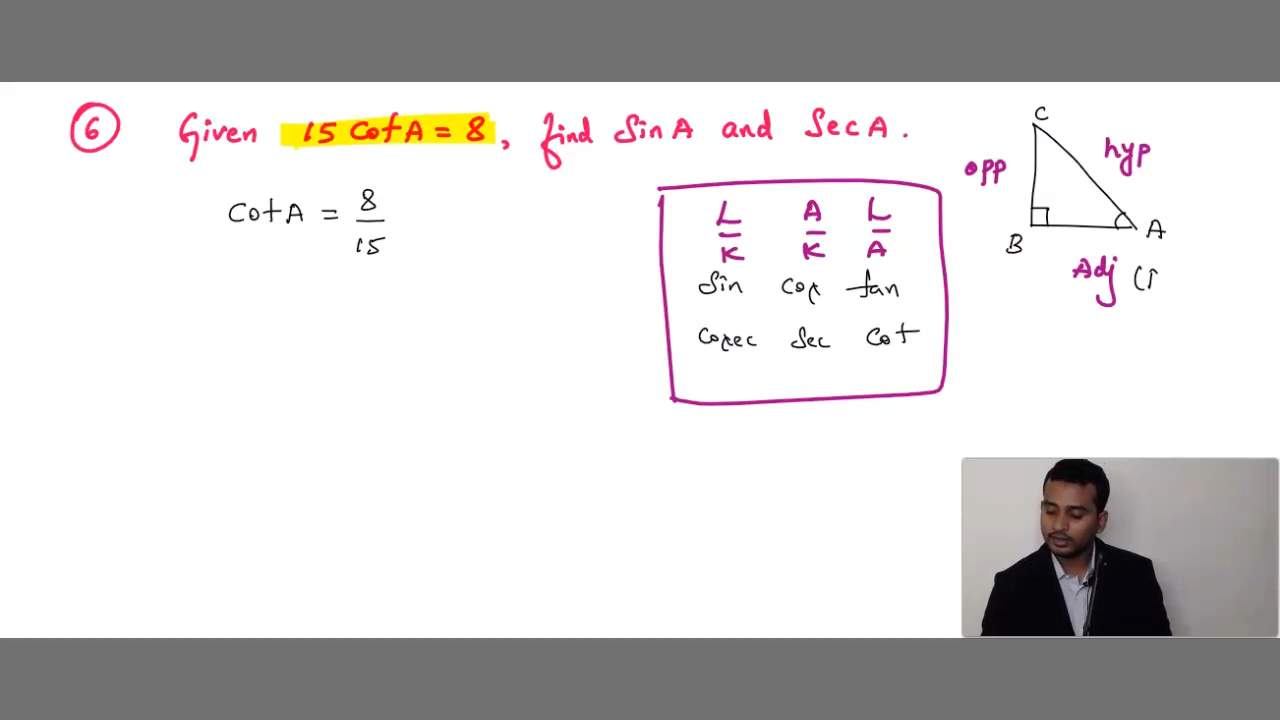 6 Given 15 Cot A = 8, find Sin A and Sec A.
Cot A = 8/15
L/K A/K L/A
Sin Cos tan
Cosec Sec Cot
C
opp hyp
B A
Adj (